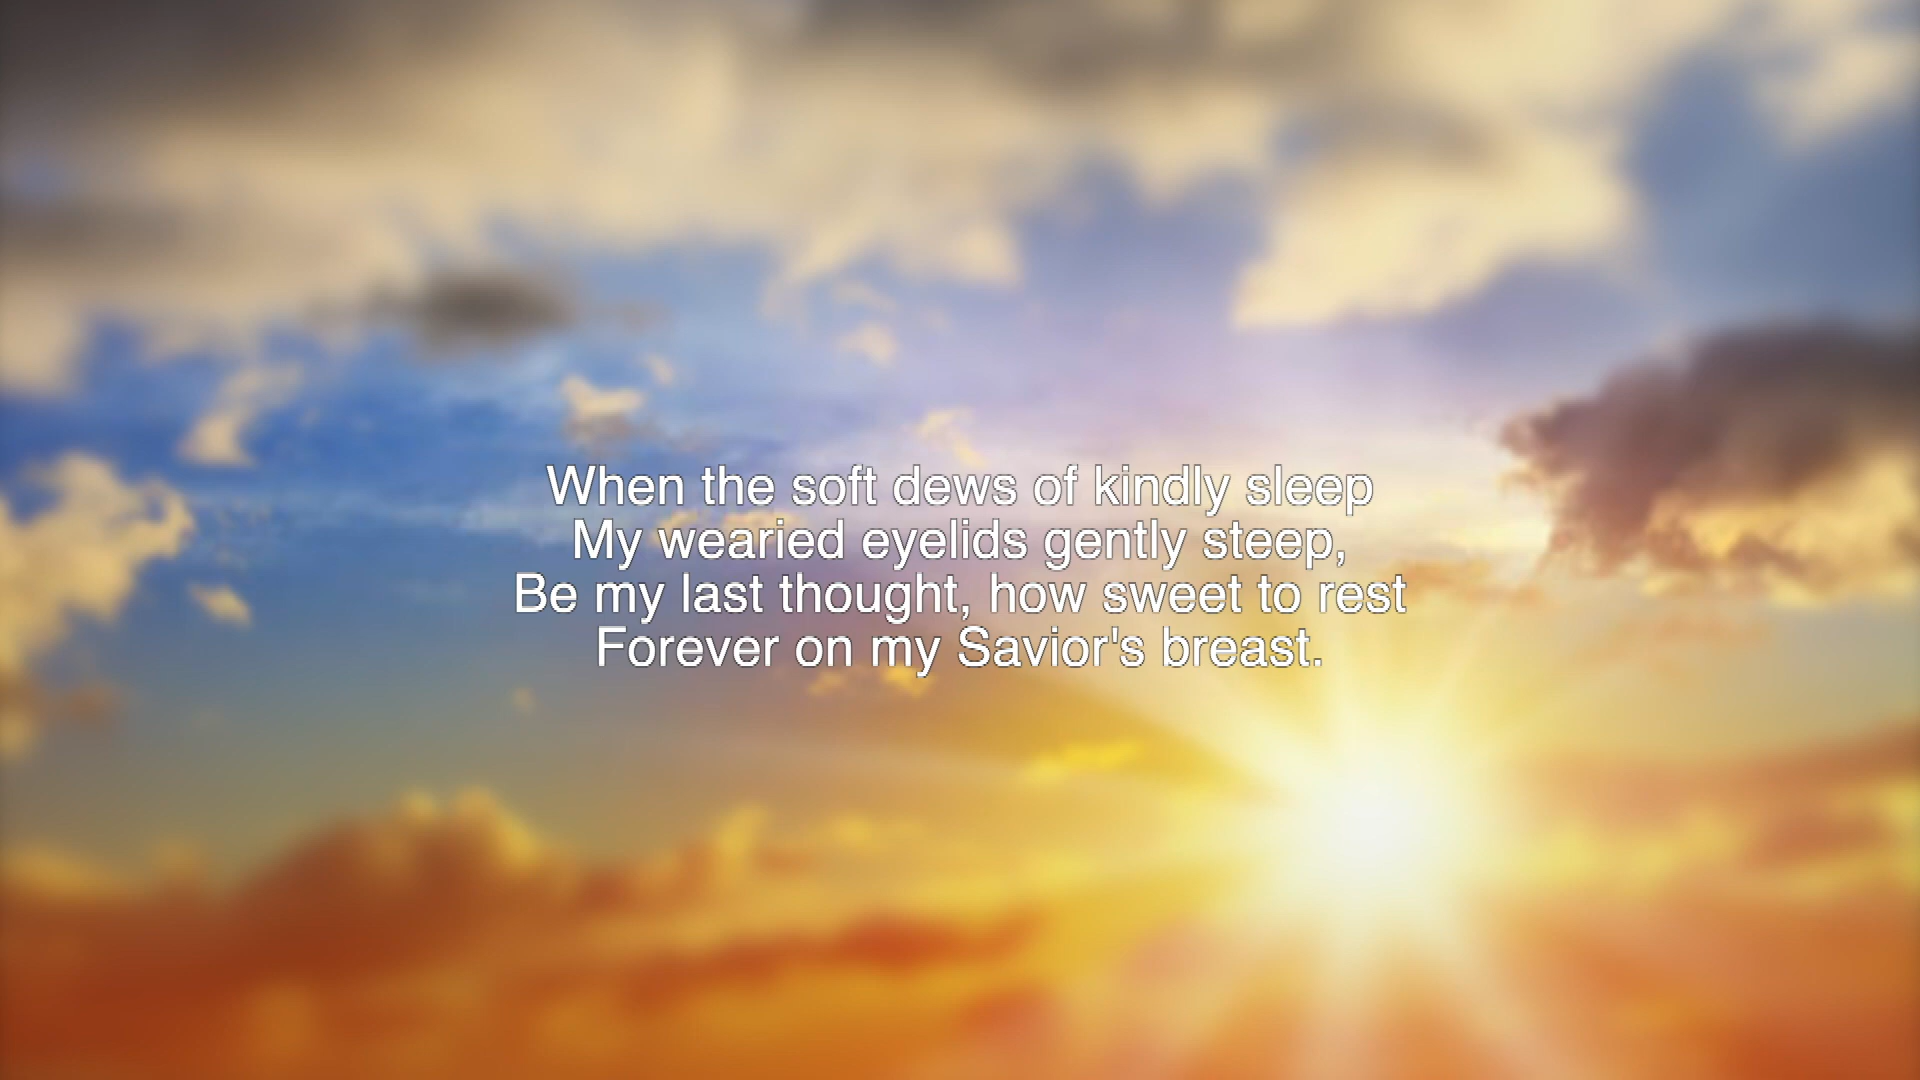 When the soft dews of kindly sleep
My wearied eyelids gently steep,
Be my last thought, how sweet to rest
Forever on my Savior's breast.